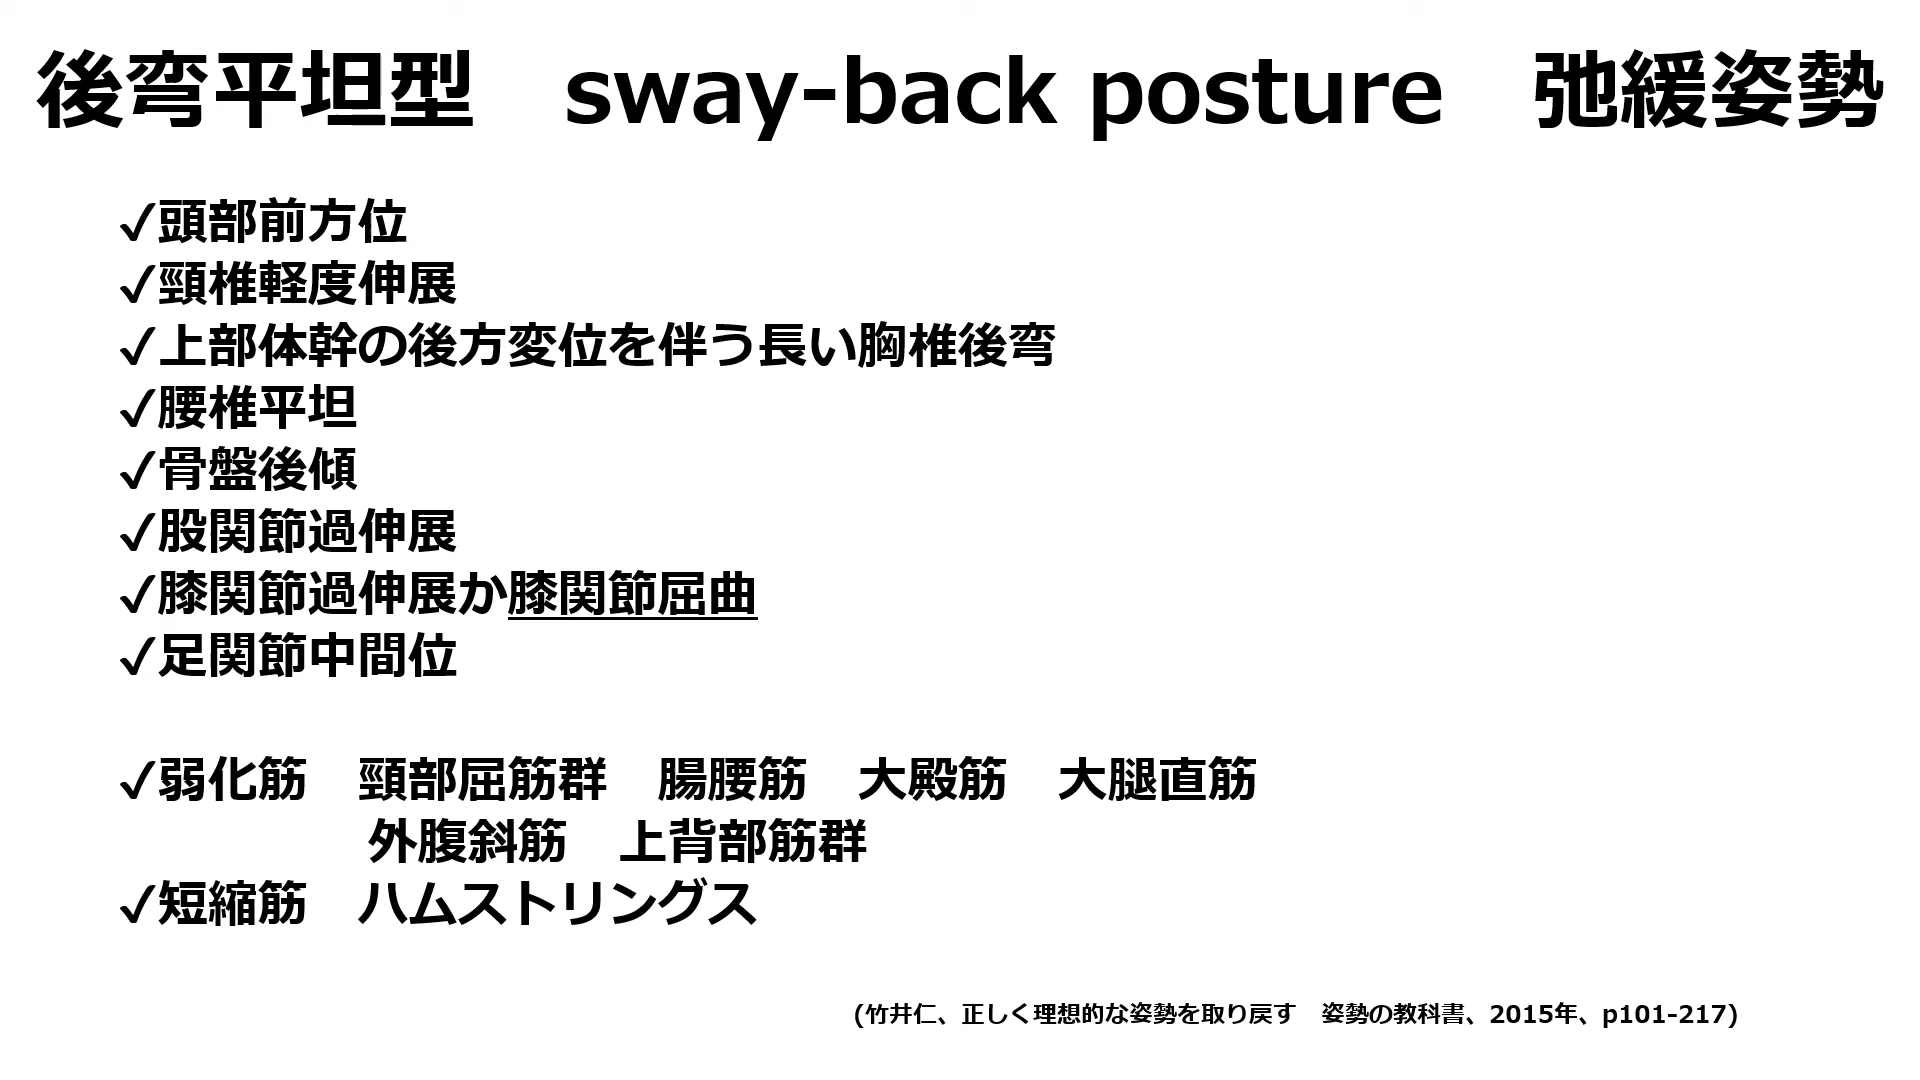 後弯平坦型　sway-back posture　弛緩姿勢
✓頭部前方位
✓頸椎軽度伸展
✓上部体幹の後方変位を伴う長い胸椎後弯
✓腰椎平坦
✓骨盤後傾
✓股関節過伸展
✓膝関節過伸展か膝関節屈曲
✓足関節中間位
✓弱化筋　頸部屈筋群　腸腰筋　大殿筋　大腿直筋
外腹斜筋　上背部筋群
✓短縮筋　ハムストリングス
(竹井仁、正しく理想的な姿勢を取り戻す　姿勢の教科書、2015年、p101-217)